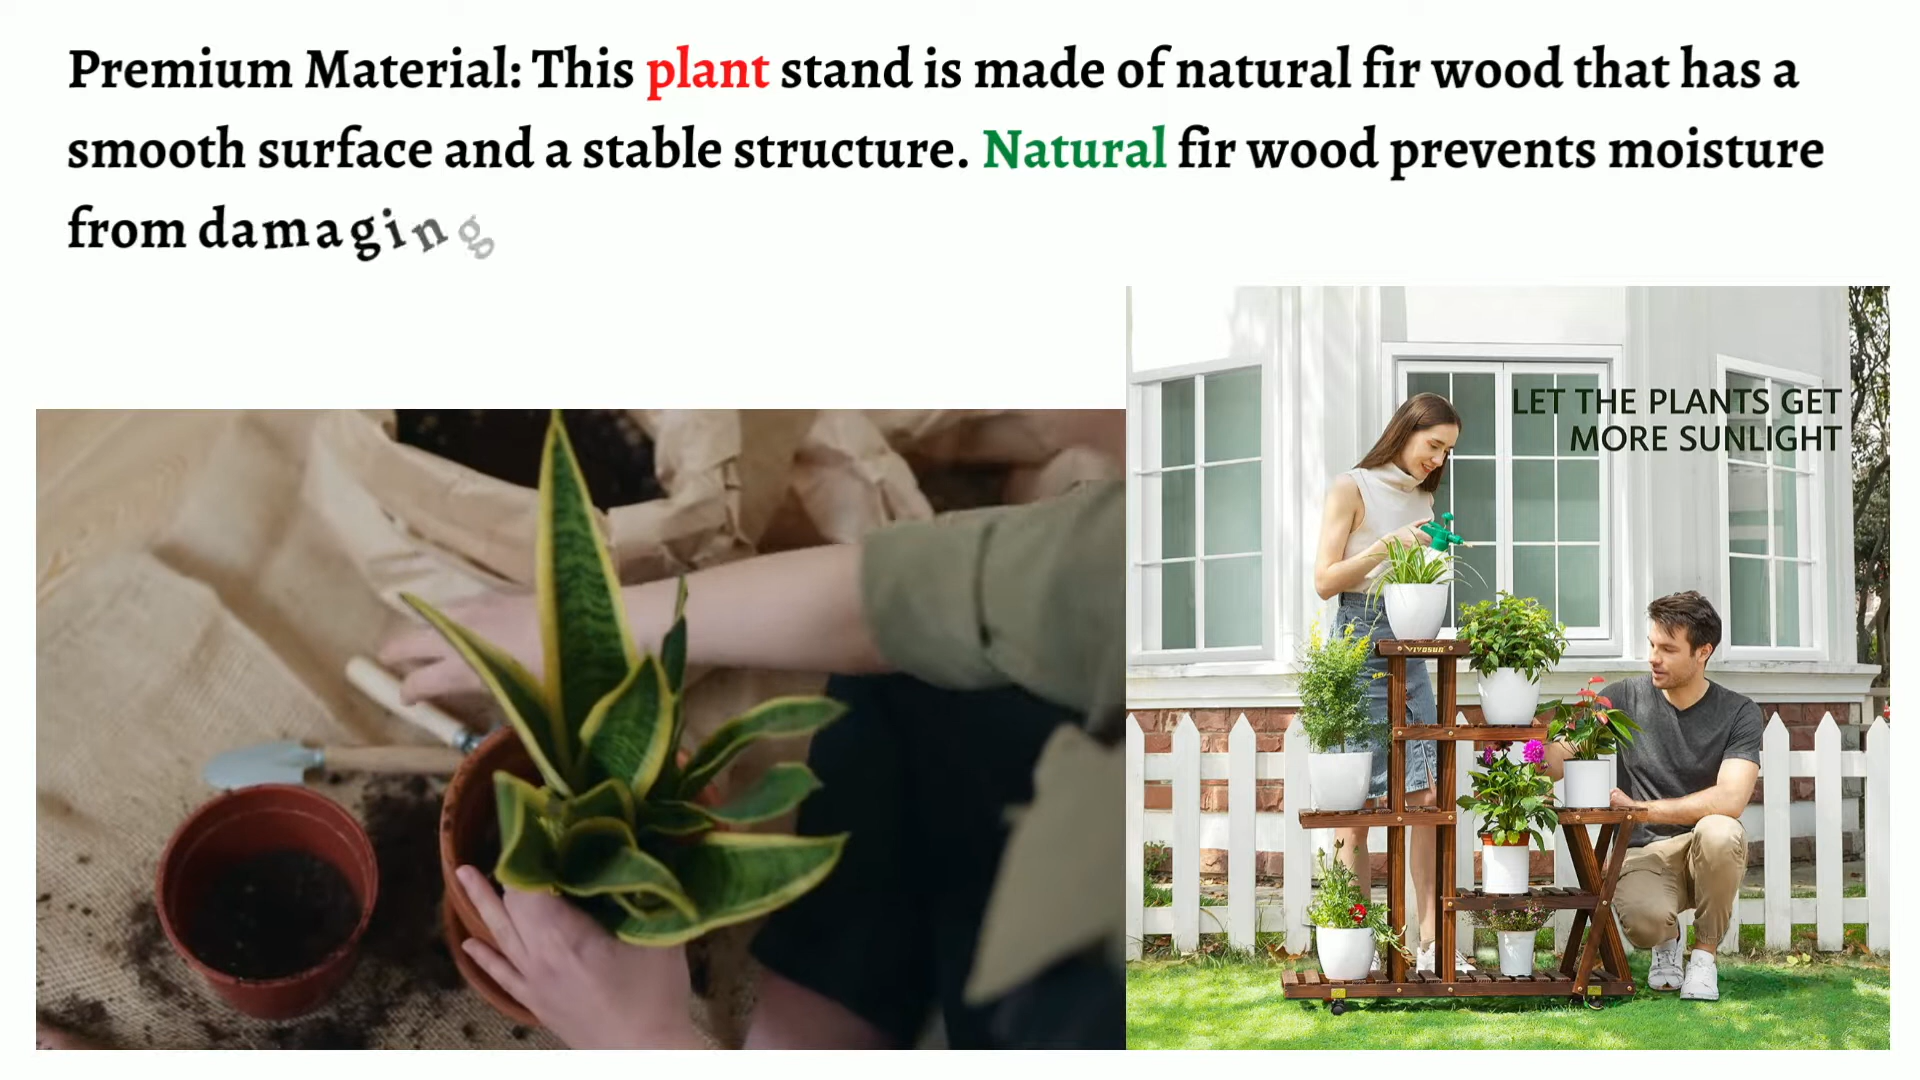 Premium Material: This plant stand is made of natural fir wood that has a
smooth surface and a stable structure. Natural fir wood prevents moisture
from damaging
LET THE PLANTS GET
MORE SUNLIGHT
VIVOSUN